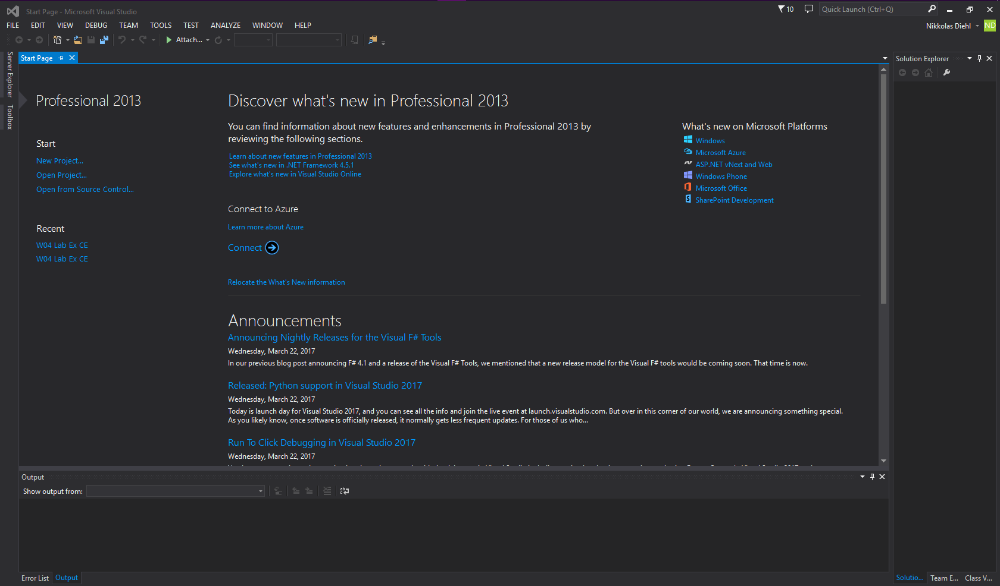 Start Page - Microsoft Visual Studio
10
Quick Launch (Ctrl+Q)
FILE EDIT VIEW DEBUG TEAM TOOLS TEST ANALYZE WINDOW HELP
Nikkolas Diehl
ND
Attach...
Server Explorer
Toolbox
Start Page
Professional 2013
Start
New Project...
Open Project...
Open from Source Control...
Recent
W04 Lab Ex CE
W04 Lab Ex CE
Discover what's new in Professional 2013
You can find information about new features and enhancements in Professional 2013 by
reviewing the following sections.
Learn about new features in Professional 2013
See what's new in .NET Framework 4.5.1
Explore what's new in Visual Studio Online
Connect to Azure
Learn more about Azure
Connect
Relocate the What's New information
What's new on Microsoft Platforms
Windows
Microsoft Azure
ASP.NET vNext and Web
Windows Phone
Microsoft Office
SharePoint Development
Announcements
Announcing Nightly Releases for the Visual F# Tools
Wednesday, March 22, 2017
In our previous blog post announcing F# 4.1 and a release of the Visual F# Tools, we mentioned that a new release model for the Visual F# tools would be coming soon. That time is now.
Released: Python support in Visual Studio 2017
Wednesday, March 22, 2017
Today is launch day for Visual Studio 2017, and you can see all the info and join the live event at launch.visualstudio.com. But over in this corner of our world, we are announcing something special.
As you likely know, once software is officially released, it normally gets less frequent updates. For those of us who...
Run To Click Debugging in Visual Studio 2017
Wednesday, March 22, 2017
Output
Show output from:
Error List
Output
Solution Explorer
Solutio...
Team E...
Class V...